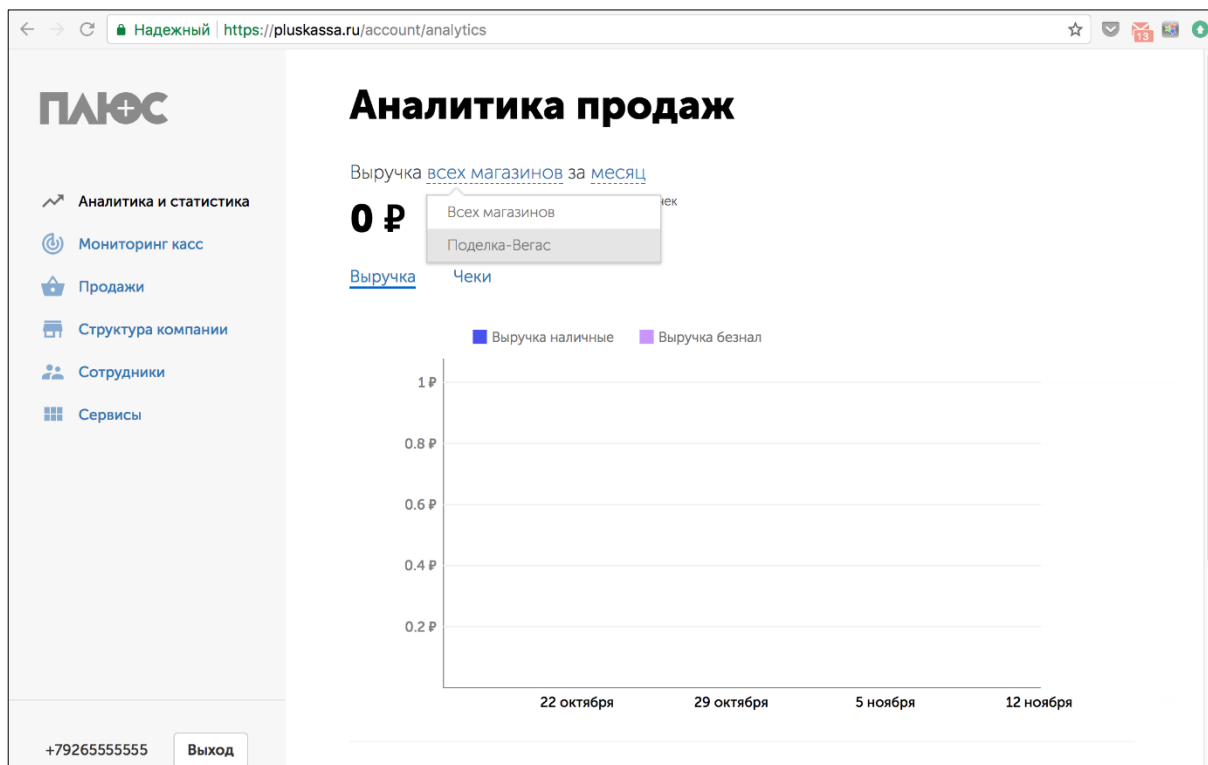 Надежный https://pluskassa.ru/account/analytics
13
ПЛЮС
Аналитика и статистика
Мониторинг касс
Продажи
Структура компании
Сотрудники
Сервисы
+79265555555 Выход
Аналитика продаж
Выручка всех магазинов за месяц
0 ₽
Всех магазинов
Поделка-Вегас
Выручка Чеки
Выручка наличные Выручка безнал
1 ₽
0.8 ₽
0.6 ₽
0.4 ₽
0.2 ₽
22 октября 29 октября 5 ноября 12 ноября